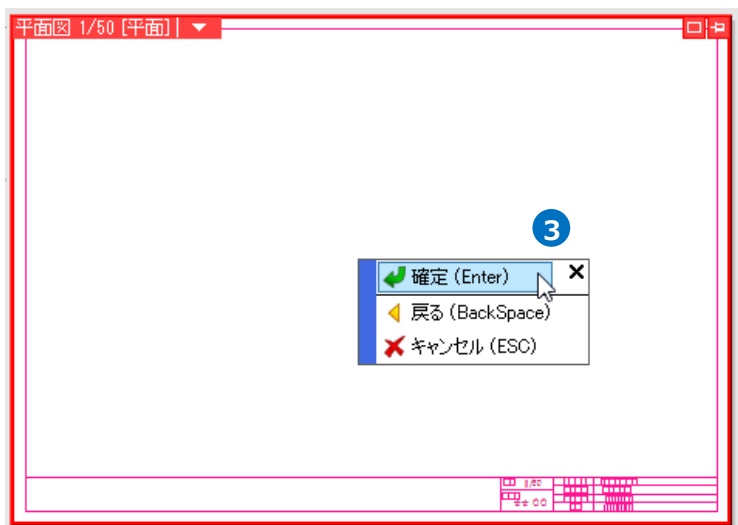 平面図 1/50 [平面]
3
確定 (Enter)
戻る (BackSpace)
キャンセル (ESC)